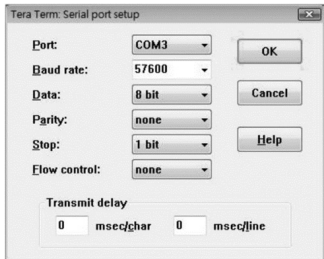 Tera Term: Serial port setup
Port: COM3 OK
Baud rate: 57600
Data: 8 bit Cancel
Parity: none
Stop: 1 bit Help
Flow control: none
Transmit delay
0 msec/char 0 msec/line